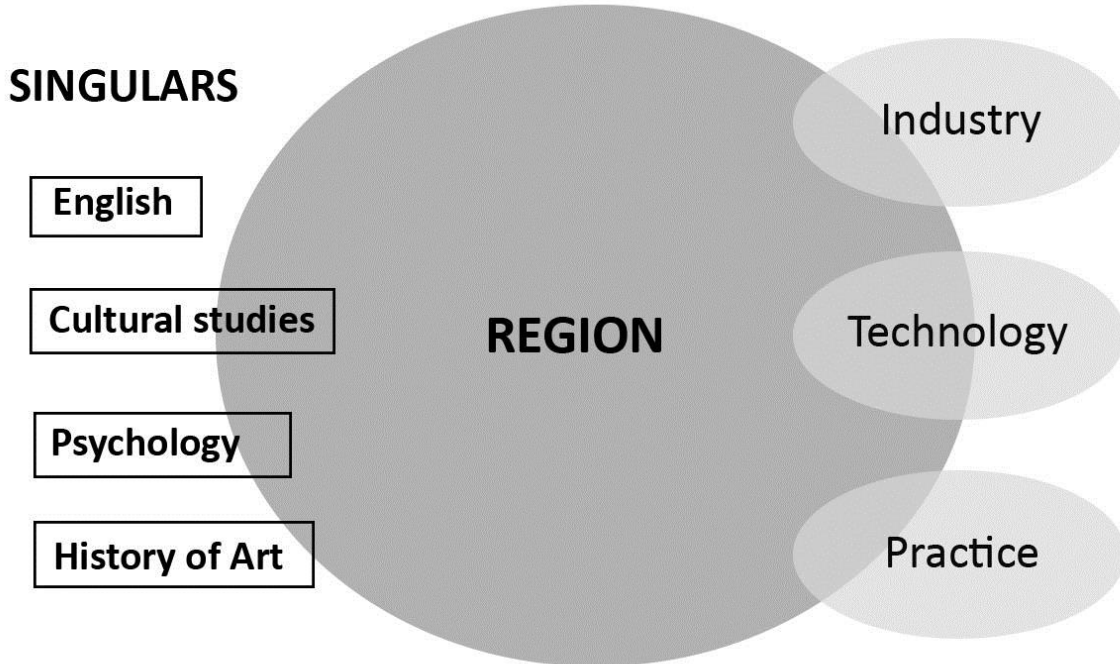 SINGULARS
English
Cultural studies
Psychology
History of Art
REGION
Industry
Technology
Practice